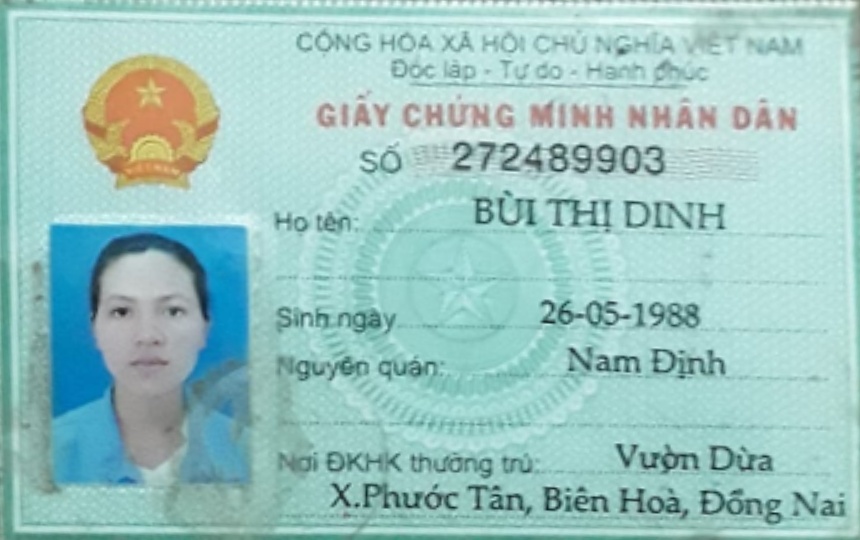 CỘNG HÒA XÃ HỘI CHỦ NGHĨA VIỆT NAM
Độc lập - Tự do - Hạnh phúc
GIẤY CHỨNG MINH NHÂN DÂN
SỐ 272489903
Họ tên: BÙI THỊ DINH
Sinh ngày 26-05-1988
Nguyên quán: Nam Định
Nơi ĐKHK thường trú: Vườn Dừa
X.Phước Tân, Biên Hoà, Đồng Nai
VIỆT NAM